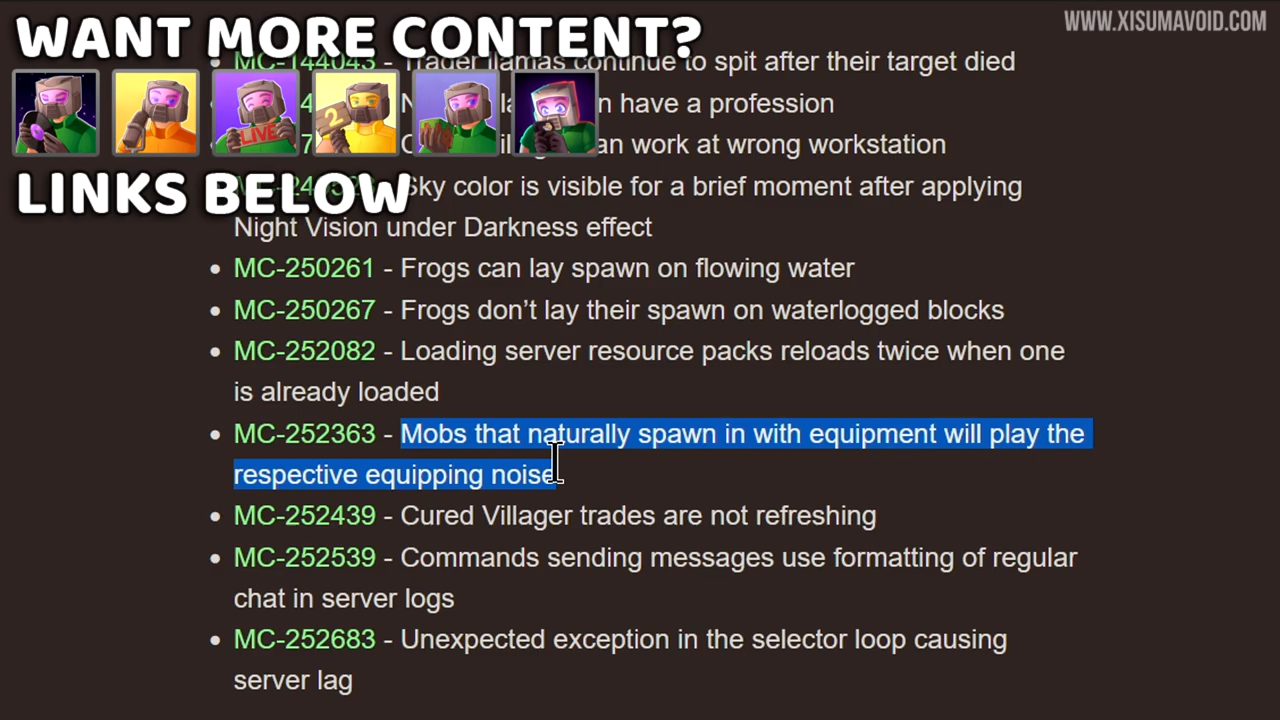 WANT MORE CONTENT?
WWW.XISUMAVOID.COM
MC-144043 - Trader llamas continue to spit after their target died
have a profession
work at wrong workstation
LIVE
2
LINKS BELOW
Sky color is visible for a brief moment after applying
Night Vision under Darkness effect
• MC-250261 - Frogs can lay spawn on flowing water
• MC-250267 - Frogs don’t lay their spawn on waterlogged blocks
• MC-252082 - Loading server resource packs reloads twice when one
is already loaded
• MC-252363 - Mobs that naturally spawn in with equipment will play the
respective equipping noise
• MC-252439 - Cured Villager trades are not refreshing
• MC-252539 - Commands sending messages use formatting of regular
chat in server logs
• MC-252683 - Unexpected exception in the selector loop causing
server lag